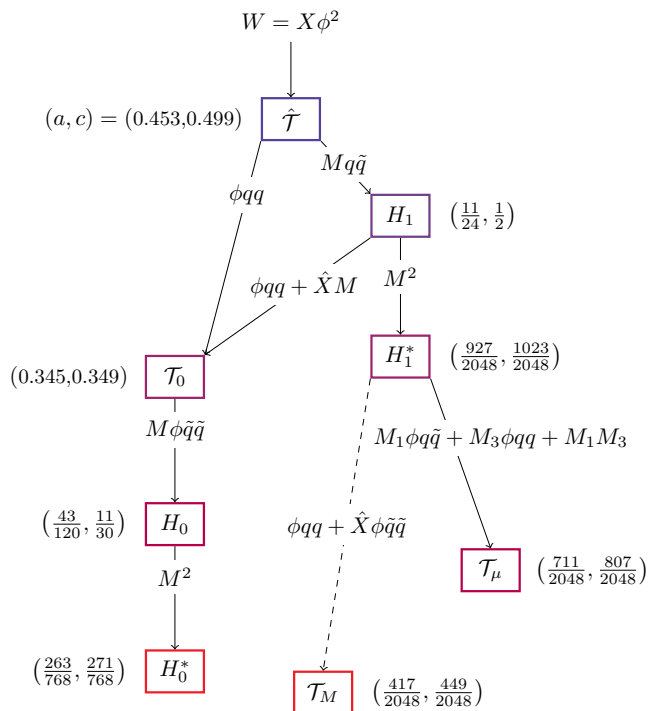 W = Xϕ²
(a, c) = (0.453,0.499) 𝒯̂
Mqq̃
ϕqq
H₁ (11/24, 1/2)
ϕqq + X̂M M²
(0.345,0.349) 𝒯₀
H₁* (927/2048, 1023/2048)
Mϕq̃q̃
M₁ϕqq̃ + M₃ϕqq + M₁M₃
(43/120, 11/30) H₀
ϕqq + X̂ϕq̃q̃
𝒯_μ (711/2048, 807/2048)
M²
(263/768, 271/768) H₀*
𝒯_M (417/2048, 449/2048)